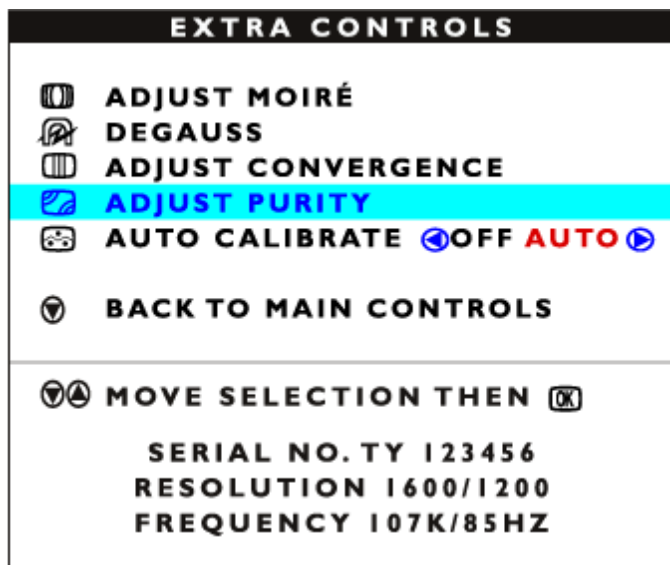 EXTRA CONTROLS
ADJUST MOIRÉ
DEGAUSS
ADJUST CONVERGENCE
ADJUST PURITY
AUTO CALIBRATE OFF AUTO
BACK TO MAIN CONTROLS
MOVE SELECTION THEN OK
SERIAL NO. TY 123456
RESOLUTION 1600/1200
FREQUENCY 107K/85HZ